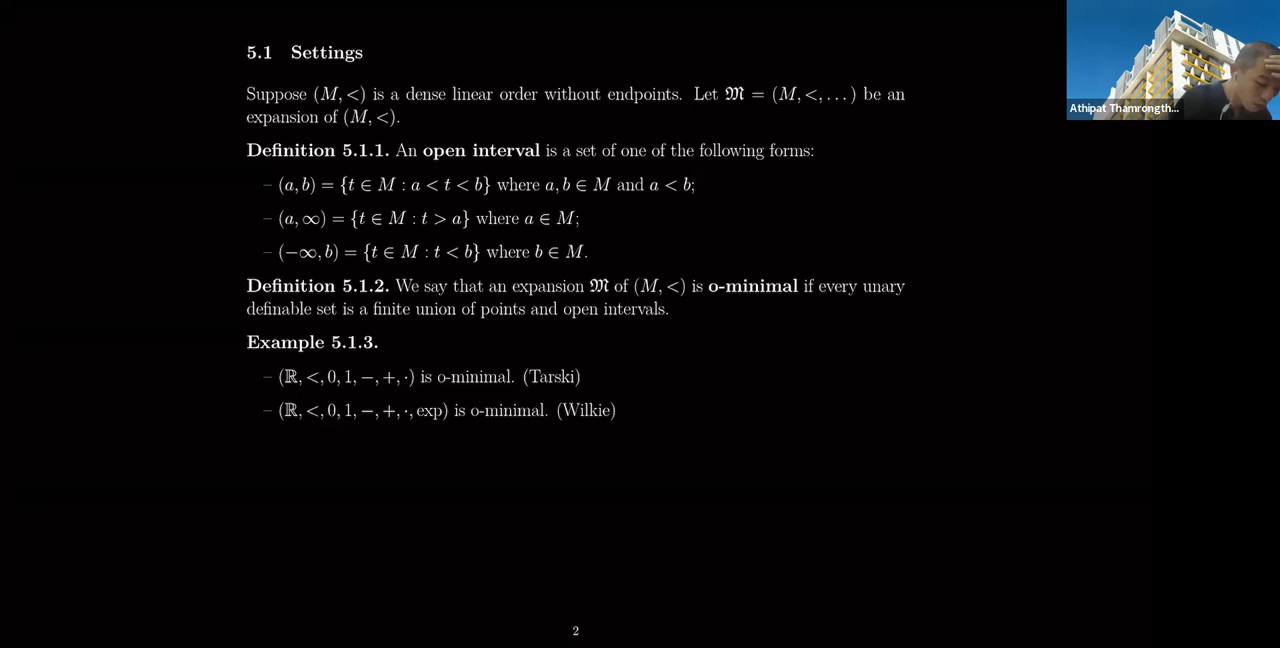 5.1 Settings
Suppose (M, <) is a dense linear order without endpoints. Let 𝔐 = (M, <, . . . ) be an
expansion of (M, <).
Definition 5.1.1. An open interval is a set of one of the following forms:
– (a, b) = {t ∈ M : a < t < b} where a, b ∈ M and a < b;
– (a, ∞) = {t ∈ M : t > a} where a ∈ M;
– (−∞, b) = {t ∈ M : t < b} where b ∈ M.
Definition 5.1.2. We say that an expansion 𝔐 of (M, <) is o-minimal if every unary
definable set is a finite union of points and open intervals.
Example 5.1.3.
– (ℝ, <, 0, 1, −, +, ·) is o-minimal. (Tarski)
– (ℝ, <, 0, 1, −, +, ·, exp) is o-minimal. (Wilkie)
2
Athipat Thamrongth...